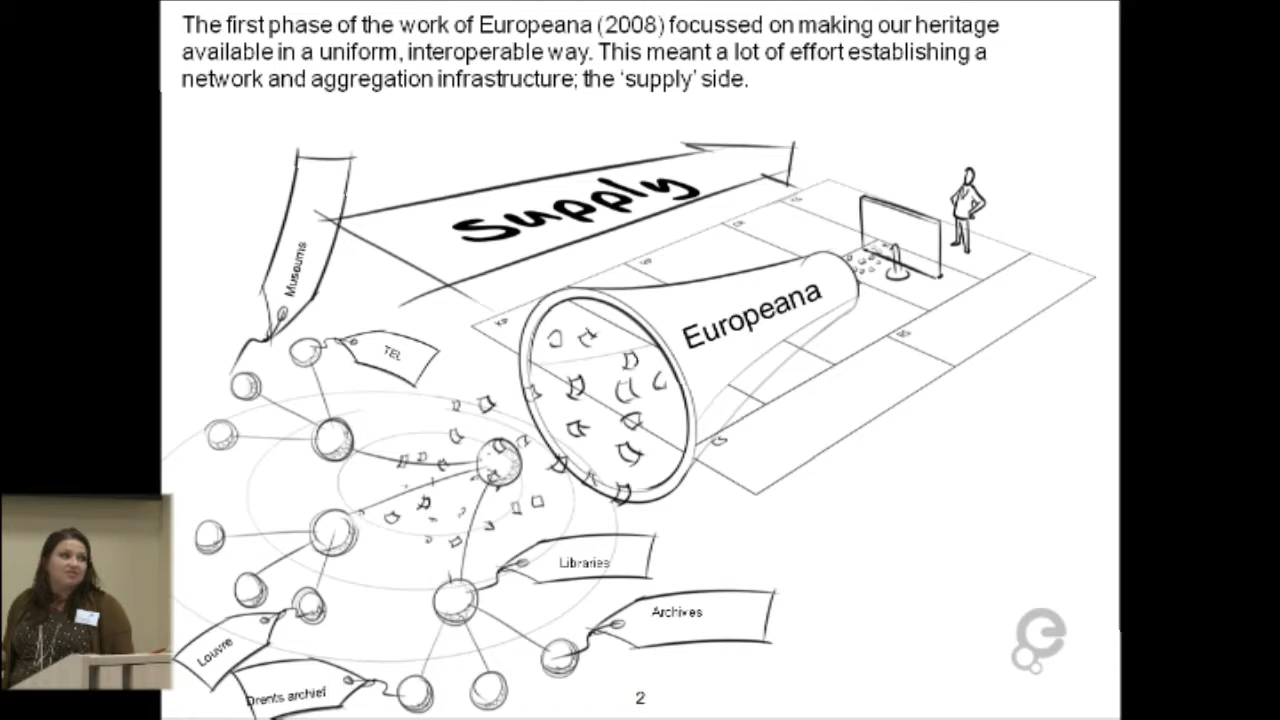 The first phase of the work of Europeana (2008) focussed on making our heritage
available in a uniform, interoperable way. This meant a lot of effort establishing a
network and aggregation infrastructure; the ‘supply’ side.
Supply
Museums
Europeana
TEL
Libraries
Archives
Louvre
Drents archief
2